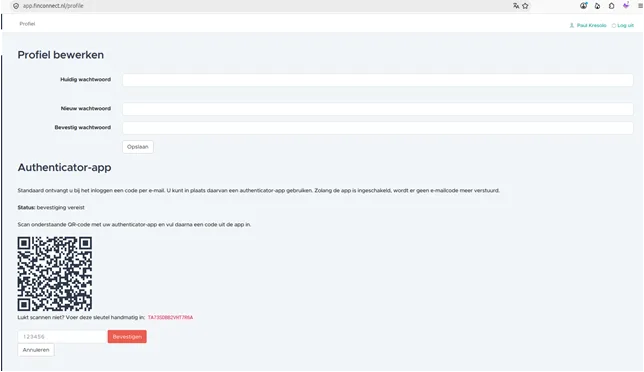 app.finconnect.nl/profile
Profiel
Paul Kresolo Log uit
Profiel bewerken
Huidig wachtwoord
Nieuw wachtwoord
Bevestig wachtwoord
Opslaan
Authenticator-app
Standaard ontvangt u bij het inloggen een code per e-mail. U kunt in plaats daarvan een authenticator-app gebruiken. Zolang de app is ingeschakeld, wordt er geen e-mailcode meer verstuurd.
Status: bevestiging vereist
Scan onderstaande QR-code met uw authenticator-app en vul daarna een code uit de app in.
Lukt scannen niet? Voer deze sleutel handmatig in:
123456 Bevestigen
Annuleren